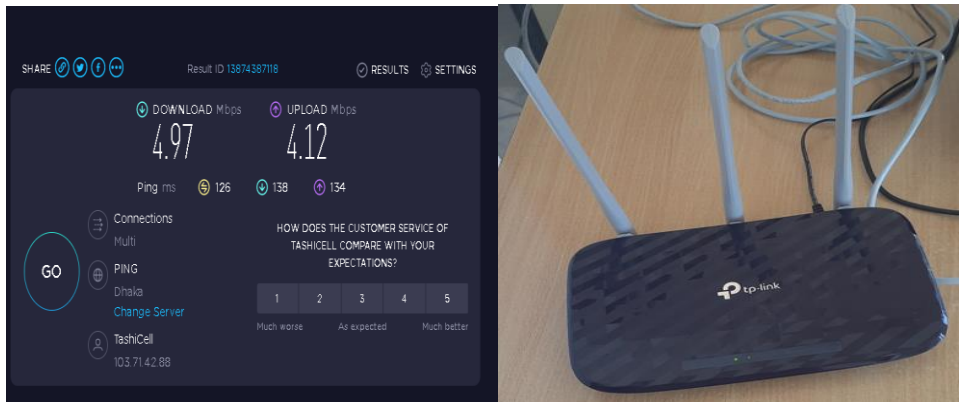 SHARE Result ID 13874387118 RESULTS SETTINGS
DOWNLOAD Mbps UPLOAD Mbps
4.97 4.12
Ping ms 126 138 134
Connections
Multi
HOW DOES THE CUSTOMER SERVICE OF
TASHICELL COMPARE WITH YOUR
EXPECTATIONS?
GO
PING
Dhaka
Change Server
1 2 3 4 5
Much worse As expected Much better
TashiCell
103.71.42.88
tp-link